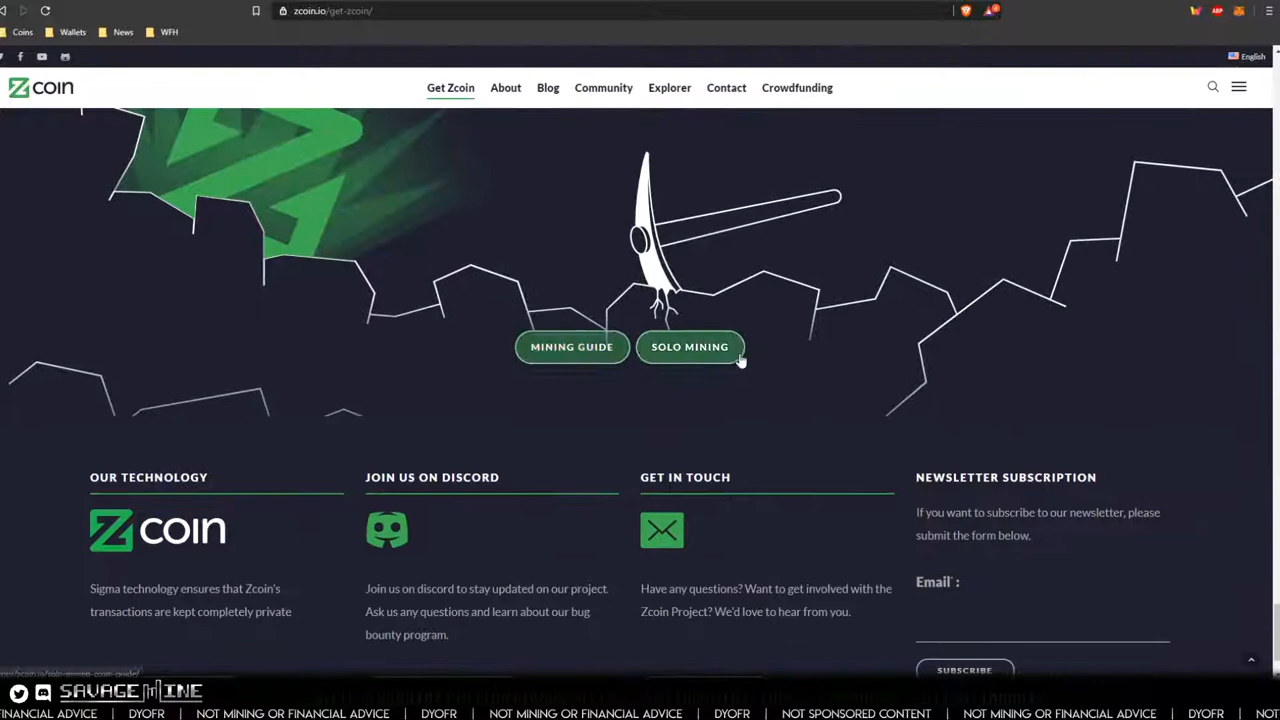 zcoin.io/get-zcoin/
Coins
Wallets
News
WFH
English
Zcoin
Get Zcoin
About
Blog
Community
Explorer
Contact
Crowdfunding
MINING GUIDE
SOLO MINING
OUR TECHNOLOGY
Zcoin
Sigma technology ensures that Zcoin's
transactions are kept completely private
JOIN US ON DISCORD
Join us on discord to stay updated on our project.
Ask us any questions and learn about our bug
bounty program.
GET IN TOUCH
Have any questions? Want to get involved with the
Zcoin Project? We'd love to hear from you.
NEWSLETTER SUBSCRIPTION
If you want to subscribe to our newsletter, please
submit the form below.
Email* :
SUBSCRIBE
SAVAGE MINE
FINANCIAL ADVICE | DYOFR | NOT MINING OR FINANCIAL ADVICE | DYOFR | NOT MINING OR FINANCIAL ADVICE | DYOFR | NOT SPONSORED CONTENT | NOT MINING OR FINANCIAL ADVICE | DYOFR | NOT